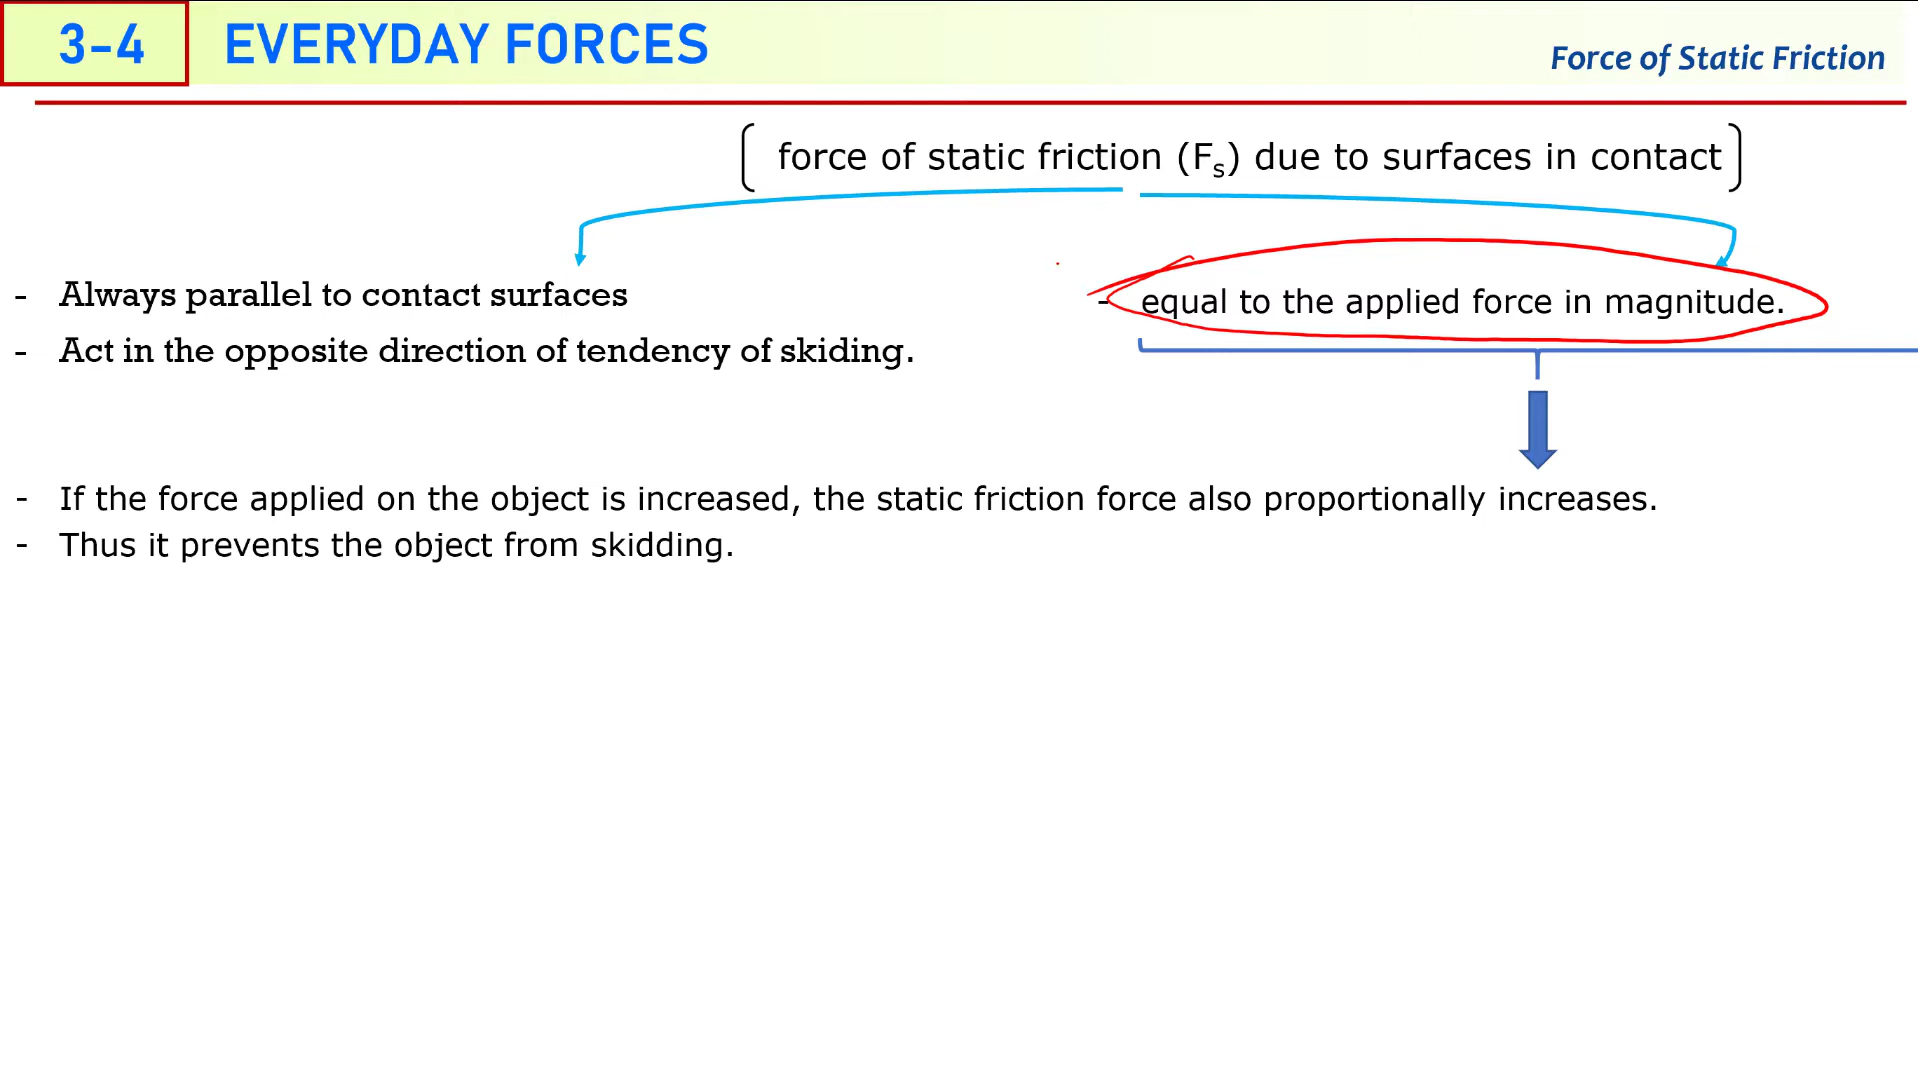 3-4 EVERYDAY FORCES
Force of Static Friction
force of static friction (Fs) due to surfaces in contact
- Always parallel to contact surfaces
- Act in the opposite direction of tendency of skiding.
- equal to the applied force in magnitude.
- If the force applied on the object is increased, the static friction force also proportionally increases.
- Thus it prevents the object from skidding.